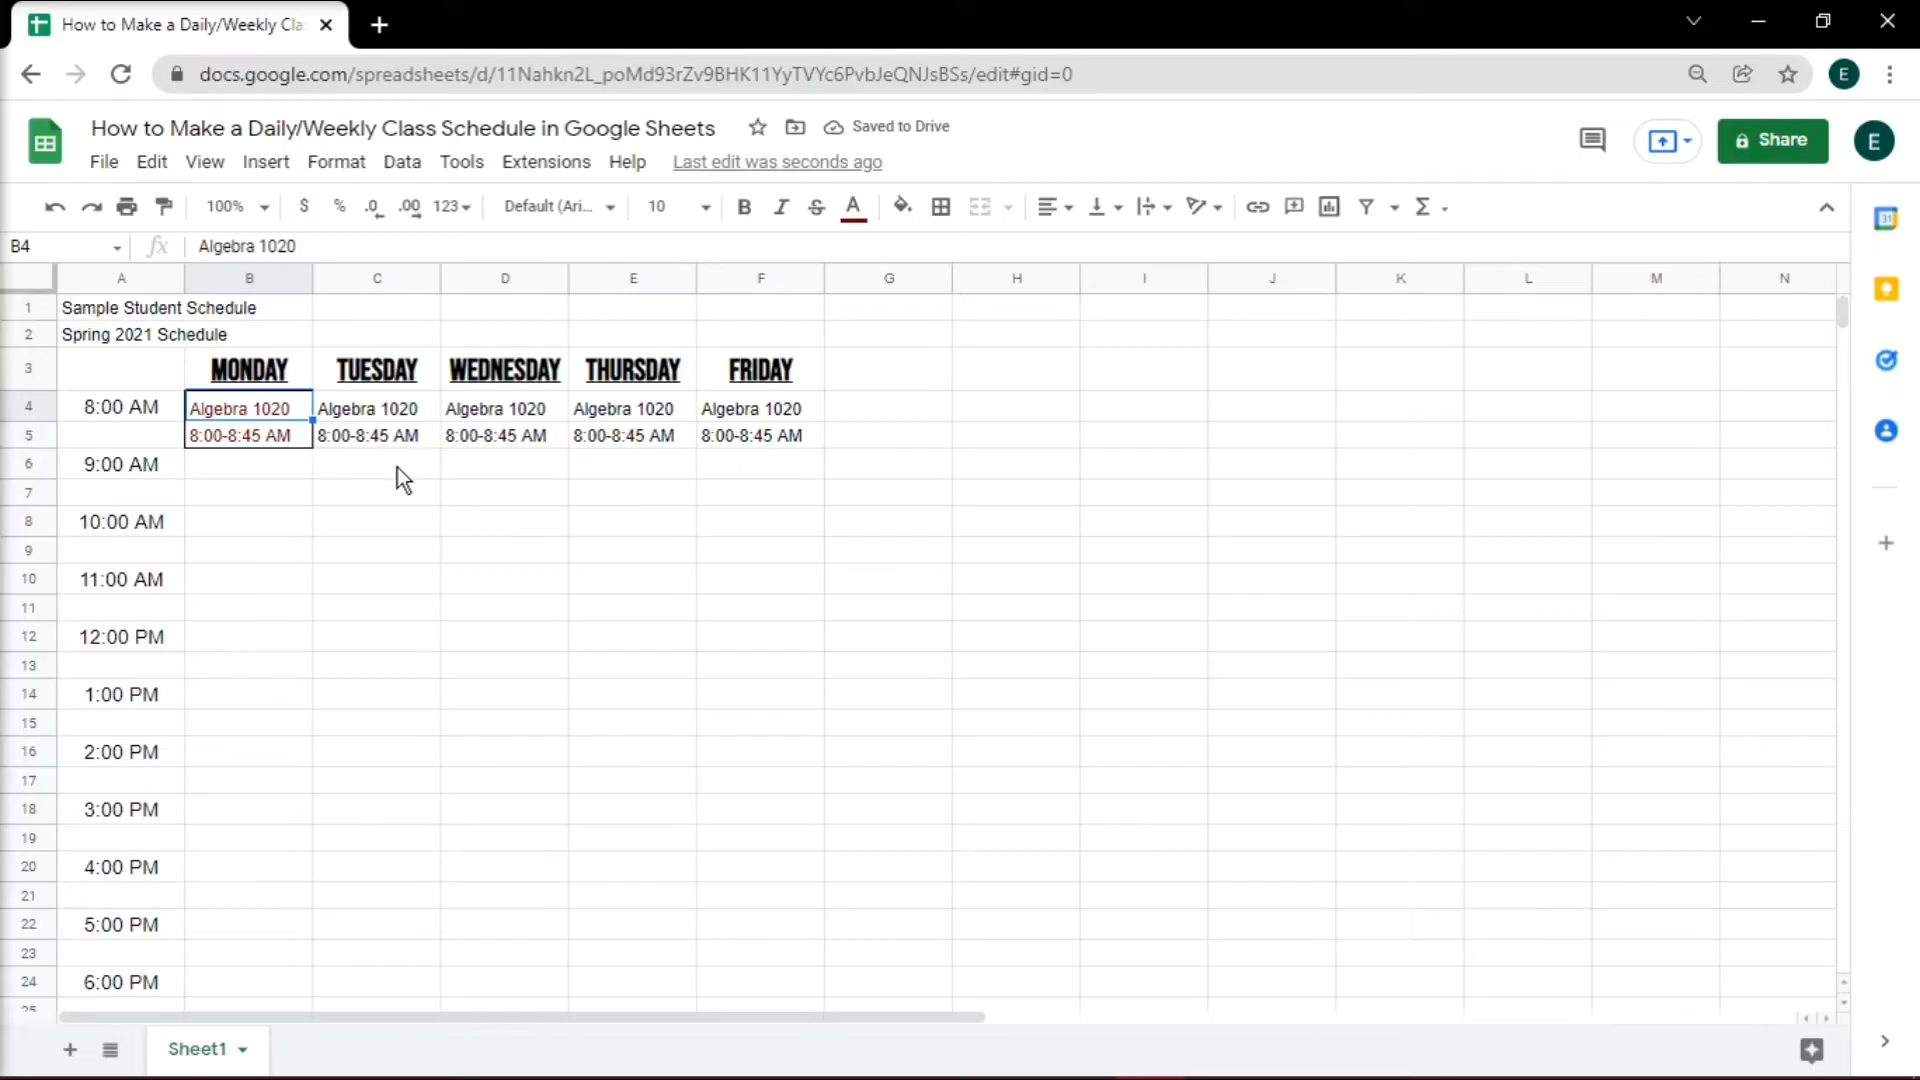 How to Make a Daily/Weekly Cla
docs.google.com/spreadsheets/d/11Nahkn2L_poMd93rZv9BHK11YyTVYc6PvbJeQNJsBSs/edit#gid=0
E
How to Make a Daily/Weekly Class Schedule in Google Sheets
Saved to Drive
Share
E
File Edit View Insert Format Data Tools Extensions Help Last edit was seconds ago
100% $ % .0 .00 123 Default (Ari... 10 B I S A
31
B4 fx Algebra 1020
A B C D E F G H I J K L M N
1 Sample Student Schedule
2 Spring 2021 Schedule
3 MONDAY TUESDAY WEDNESDAY THURSDAY FRIDAY
4 8:00 AM Algebra 1020 Algebra 1020 Algebra 1020 Algebra 1020 Algebra 1020
5 8:00-8:45 AM 8:00-8:45 AM 8:00-8:45 AM 8:00-8:45 AM 8:00-8:45 AM
6 9:00 AM
7
8 10:00 AM
9
10 11:00 AM
11
12 12:00 PM
13
14 1:00 PM
15
16 2:00 PM
17
18 3:00 PM
19
20 4:00 PM
21
22 5:00 PM
23
24 6:00 PM
25
Sheet1